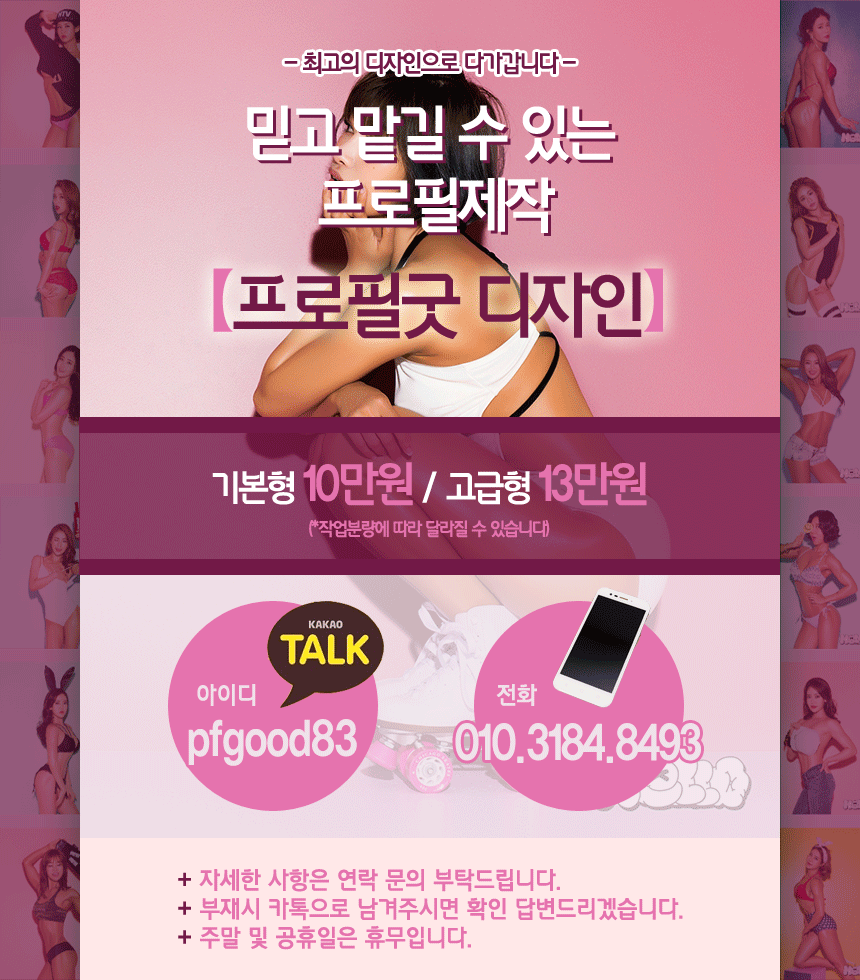 - 최고의 디자인으로 다가갑니다 -
믿고 맡길 수 있는
프로필제작
【프로필굿 디자인】
기본형 10만원 / 고급형 13만원
(*작업분량에 따라 달라질 수 있습니다)
KAKAO
TALK
아이디
pfgood83
전화
010.3184.8493
+ 자세한 사항은 연락 문의 부탁드립니다.
+ 부재시 카톡으로 남겨주시면 확인 답변드리겠습니다.
+ 주말 및 공휴일은 휴무입니다.